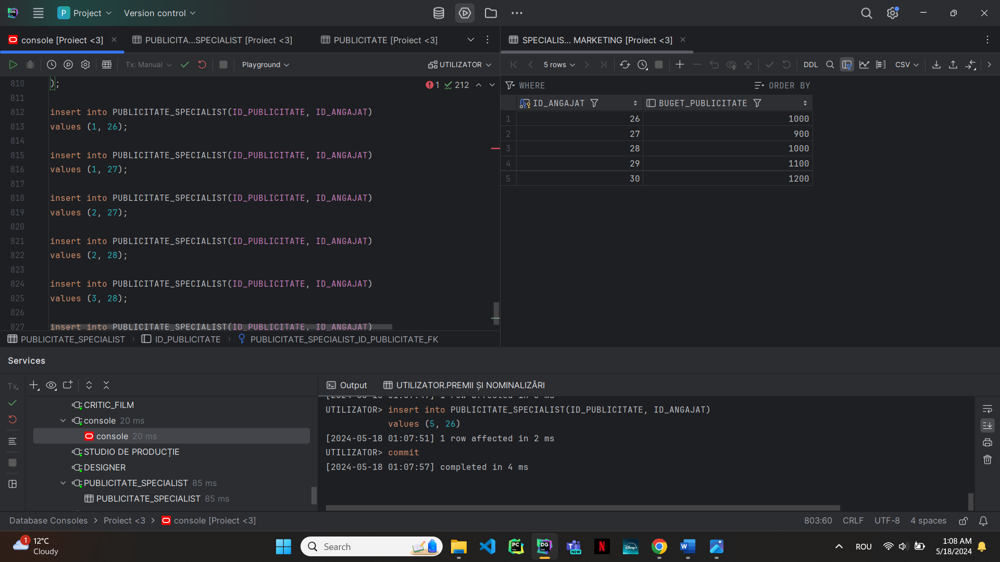 P Project Version control
console [Proiect <3] PUBLICITA...SPECIALIST [Proiect <3] PUBLICITATE [Proiect <3] SPECIALIS... MARKETING [Proiect <3]
Tx: Manual Playground UTILIZATOR 5 rows DDL CSV
810 ); 1 212
811
812 insert into PUBLICITATE_SPECIALIST(ID_PUBLICITATE, ID_ANGAJAT)
813 values (1, 26);
814
815 insert into PUBLICITATE_SPECIALIST(ID_PUBLICITATE, ID_ANGAJAT)
816 values (1, 27);
817
818 insert into PUBLICITATE_SPECIALIST(ID_PUBLICITATE, ID_ANGAJAT)
819 values (2, 27);
820
821 insert into PUBLICITATE_SPECIALIST(ID_PUBLICITATE, ID_ANGAJAT)
822 values (2, 28);
823
824 insert into PUBLICITATE_SPECIALIST(ID_PUBLICITATE, ID_ANGAJAT)
825 values (3, 28);
826
827 insert into PUBLICITATE_SPECIALIST(ID_PUBLICITATE, ID_ANGAJAT)
PUBLICITATE_SPECIALIST ID_PUBLICITATE PUBLICITATE_SPECIALIST_ID_PUBLICITATE_FK
WHERE ORDER BY
ID_ANGAJAT BUGET_PUBLICITATE
1 26 1000
2 27 900
3 28 1000
4 29 1100
5 30 1200
Services
Tx
CRITIC_FILM
console 20 ms
console 20 ms
STUDIO DE PRODUCȚIE
DESIGNER
PUBLICITATE_SPECIALIST 85 ms
PUBLICITATE_SPECIALIST 85 ms
Output UTILIZATOR.PREMII ȘI NOMINALIZĂRI
UTILIZATOR> insert into PUBLICITATE_SPECIALIST(ID_PUBLICITATE, ID_ANGAJAT)
values (5, 26)
[2024-05-18 01:07:51] 1 row affected in 2 ms
UTILIZATOR> commit
[2024-05-18 01:07:57] completed in 4 ms
Database Consoles > Proiect <3 > console [Proiect <3] 803:60 CRLF UTF-8 4 spaces
1 12°C
Cloudy
Search
PC DG NEW N Disney+ W
ROU
1:08 AM
5/18/2024